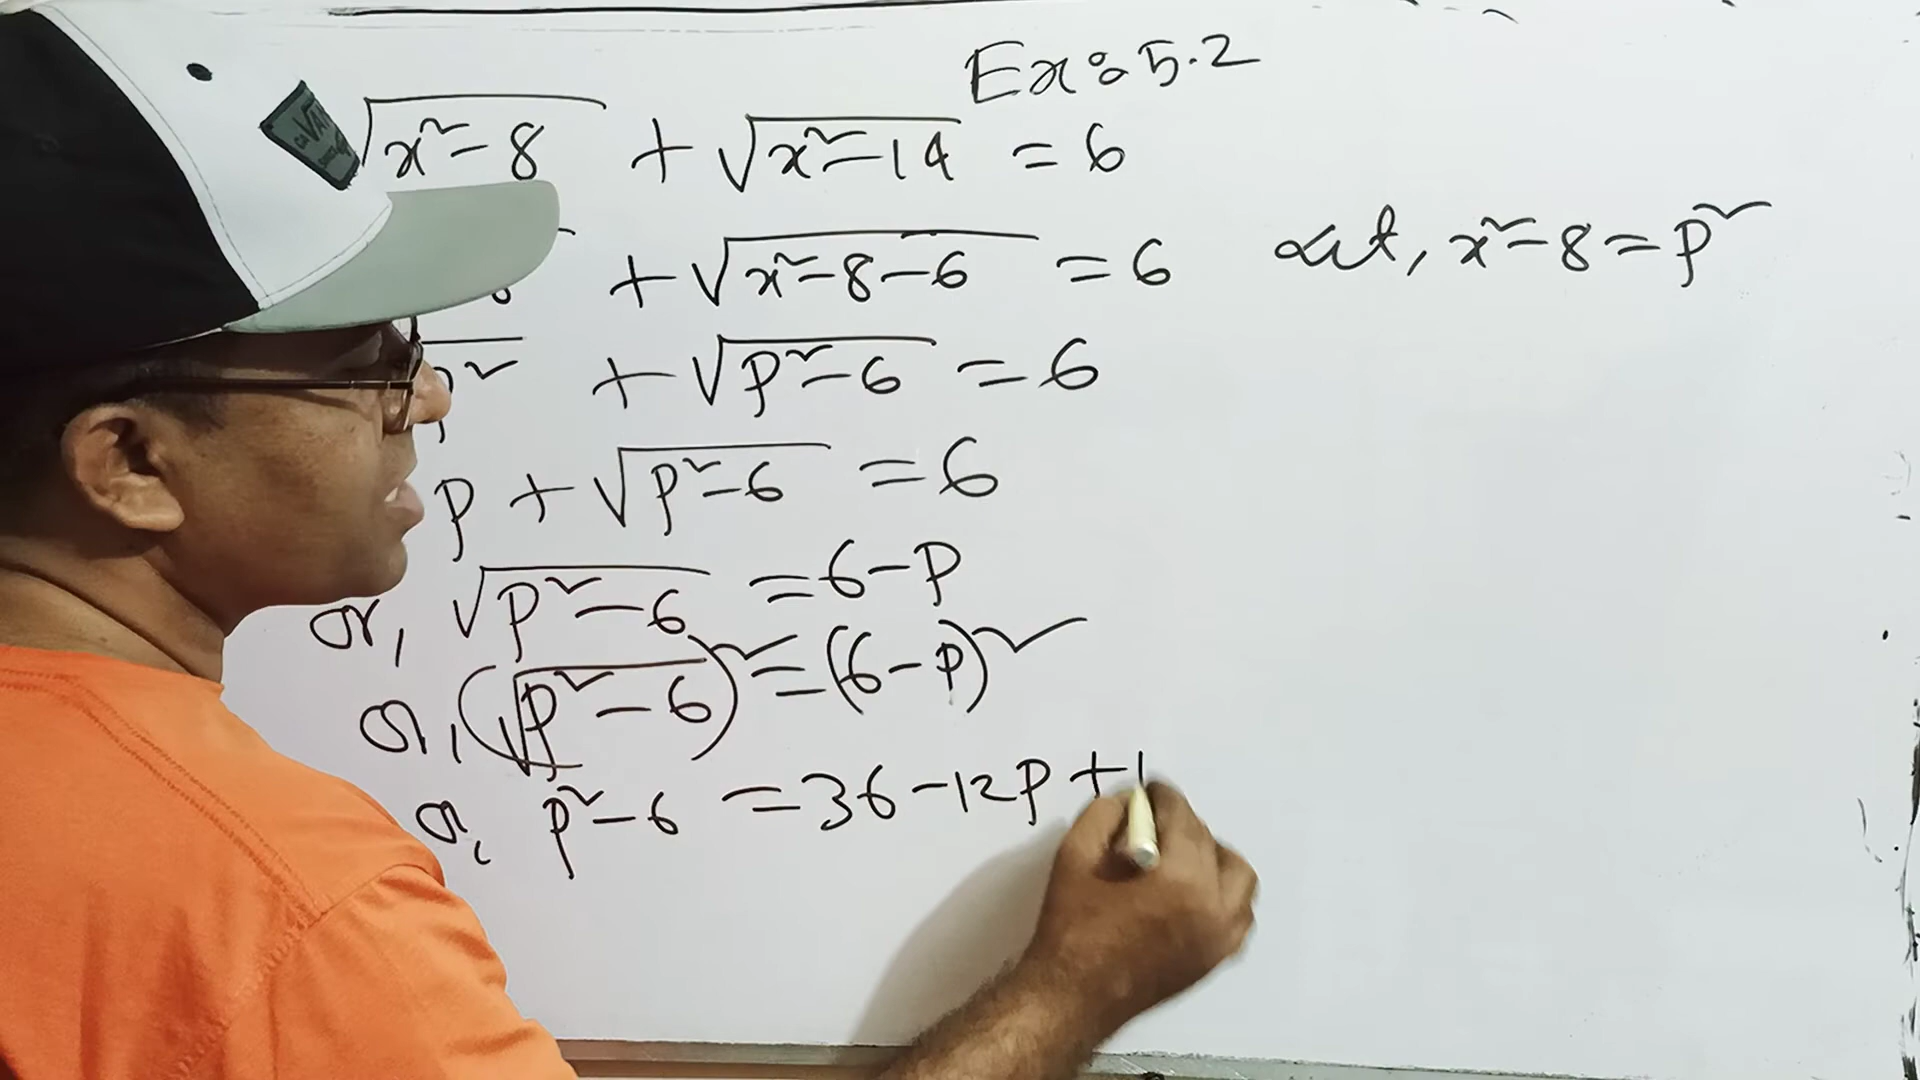 Ex: 5.2
√x²-8 + √x²-14 = 6
+ √x²-8-6 = 6
Let, x²-8 = p²
p² + √p²-6 = 6
p + √p²-6 = 6
or, √p²-6 = 6-p
or, (√p²-6)² = (6-p)²
or, p²-6 = 36-12p+